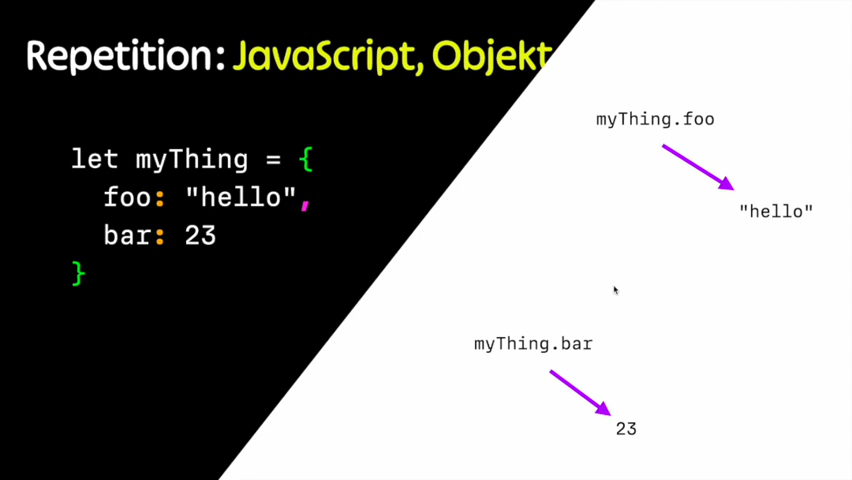 Repetition: JavaScript, Objekt
let myThing = {
foo: "hello",
bar: 23
}
myThing.foo
"hello"
myThing.bar
23